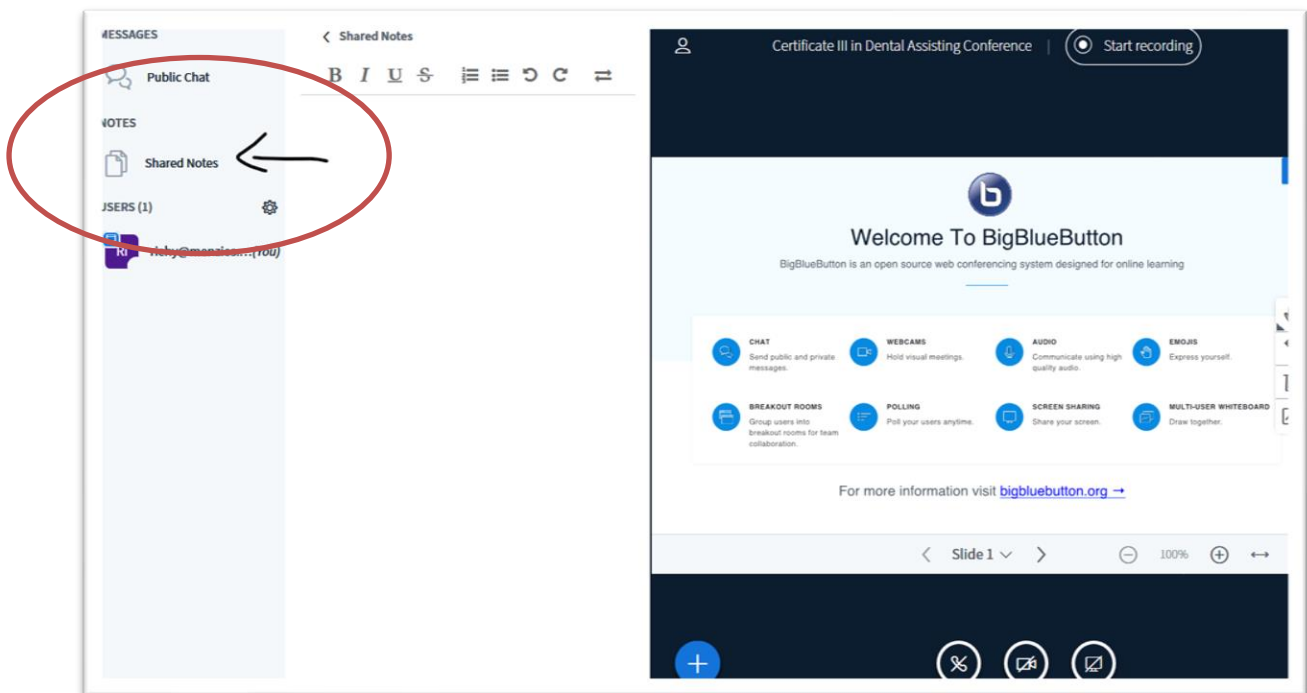 MESSAGES
Public Chat
NOTES
Shared Notes
USERS (1)
(You)
Shared Notes
B I U S
Certificate III in Dental Assisting Conference | Start recording
b
Welcome To BigBlueButton
BigBlueButton is an open source web conferencing system designed for online learning
CHAT
Send public and private
messages.
WEBCAMS
Hold visual meetings.
AUDIO
Communicate using high
quality audio.
EMOJIS
Express yourself.
BREAKOUT ROOMS
Group users into
breakout rooms for team
collaboration.
POLLING
Poll your users anytime.
SCREEN SHARING
Share your screen.
MULTI-USER WHITEBOARD
Draw together.
For more information visit bigbluebutton.org →
Slide 1
100%